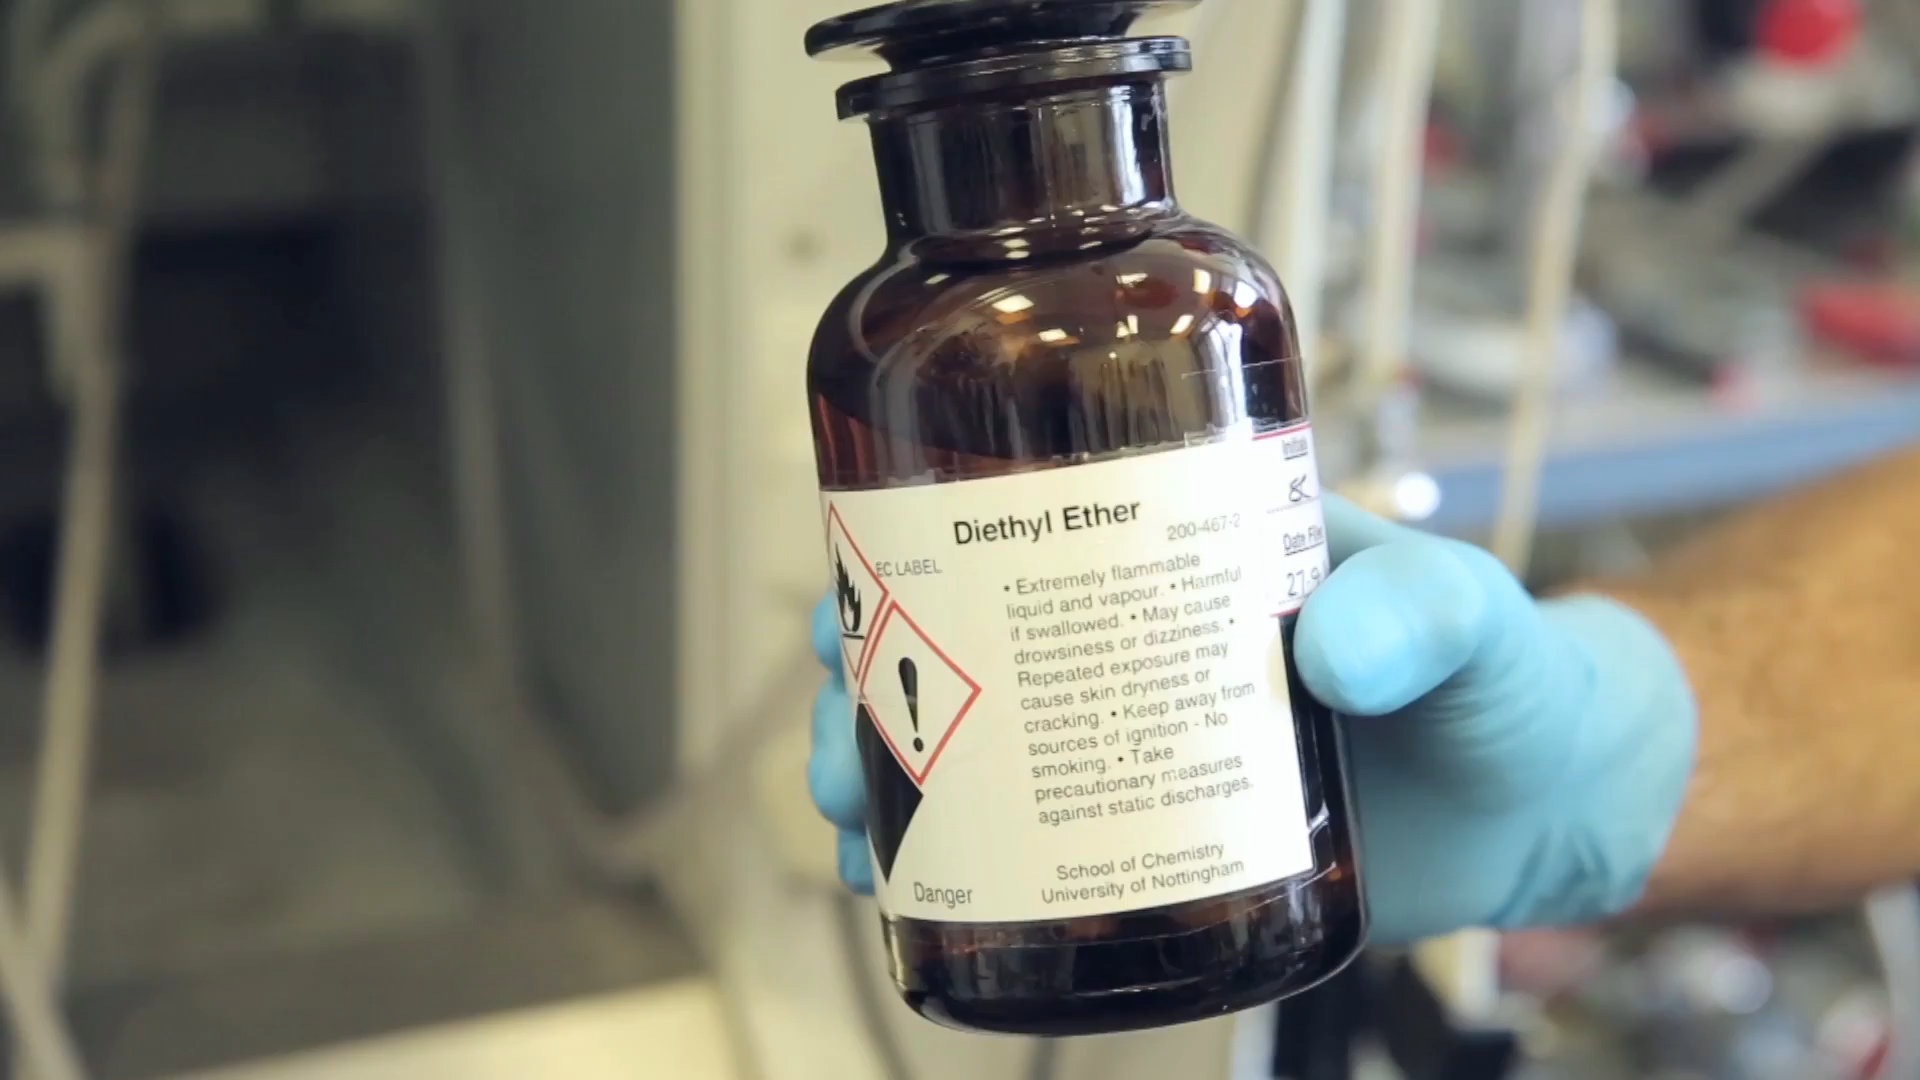 Diethyl Ether
200-467-2
EC LABEL
• Extremely flammable
liquid and vapour. • Harmful
if swallowed. • May cause
drowsiness or dizziness. •
Repeated exposure may
cause skin dryness or
cracking. • Keep away from
sources of ignition - No
smoking. • Take
precautionary measures
against static discharges.
School of Chemistry
University of Nottingham
Danger
Initials
Date
27-9